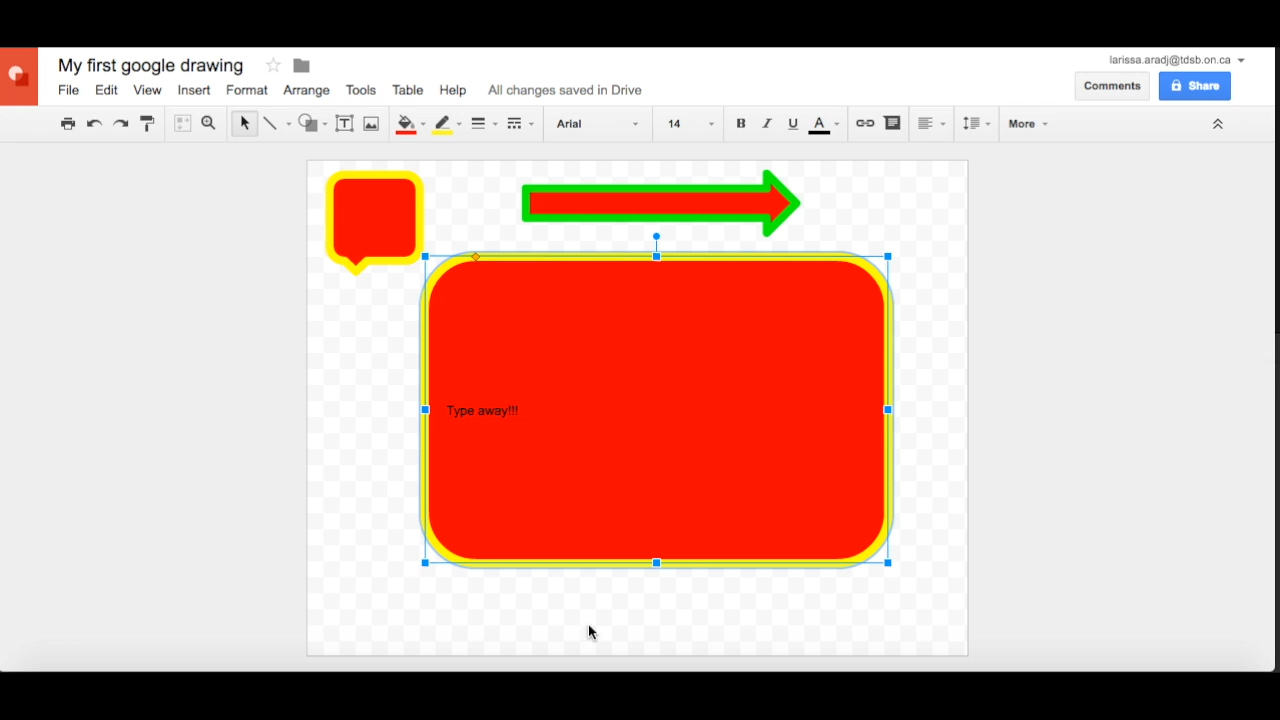 My first google drawing
larissa.aradj@tdsb.on.ca
File Edit View Insert Format Arrange Tools Table Help All changes saved in Drive
Comments Share
Arial 14 B I U A More
Type away!!!